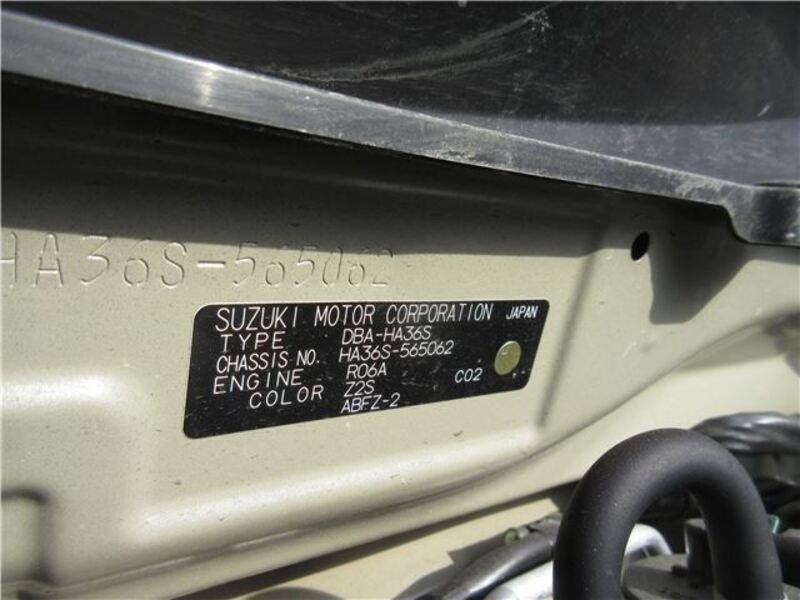 HA36S-565062
SUZUKI MOTOR CORPORATION JAPAN
TYPE DBA-HA36S
CHASSIS NO. HA36S-565062
ENGINE R06A
COLOR Z2S CO2
ABFZ-2